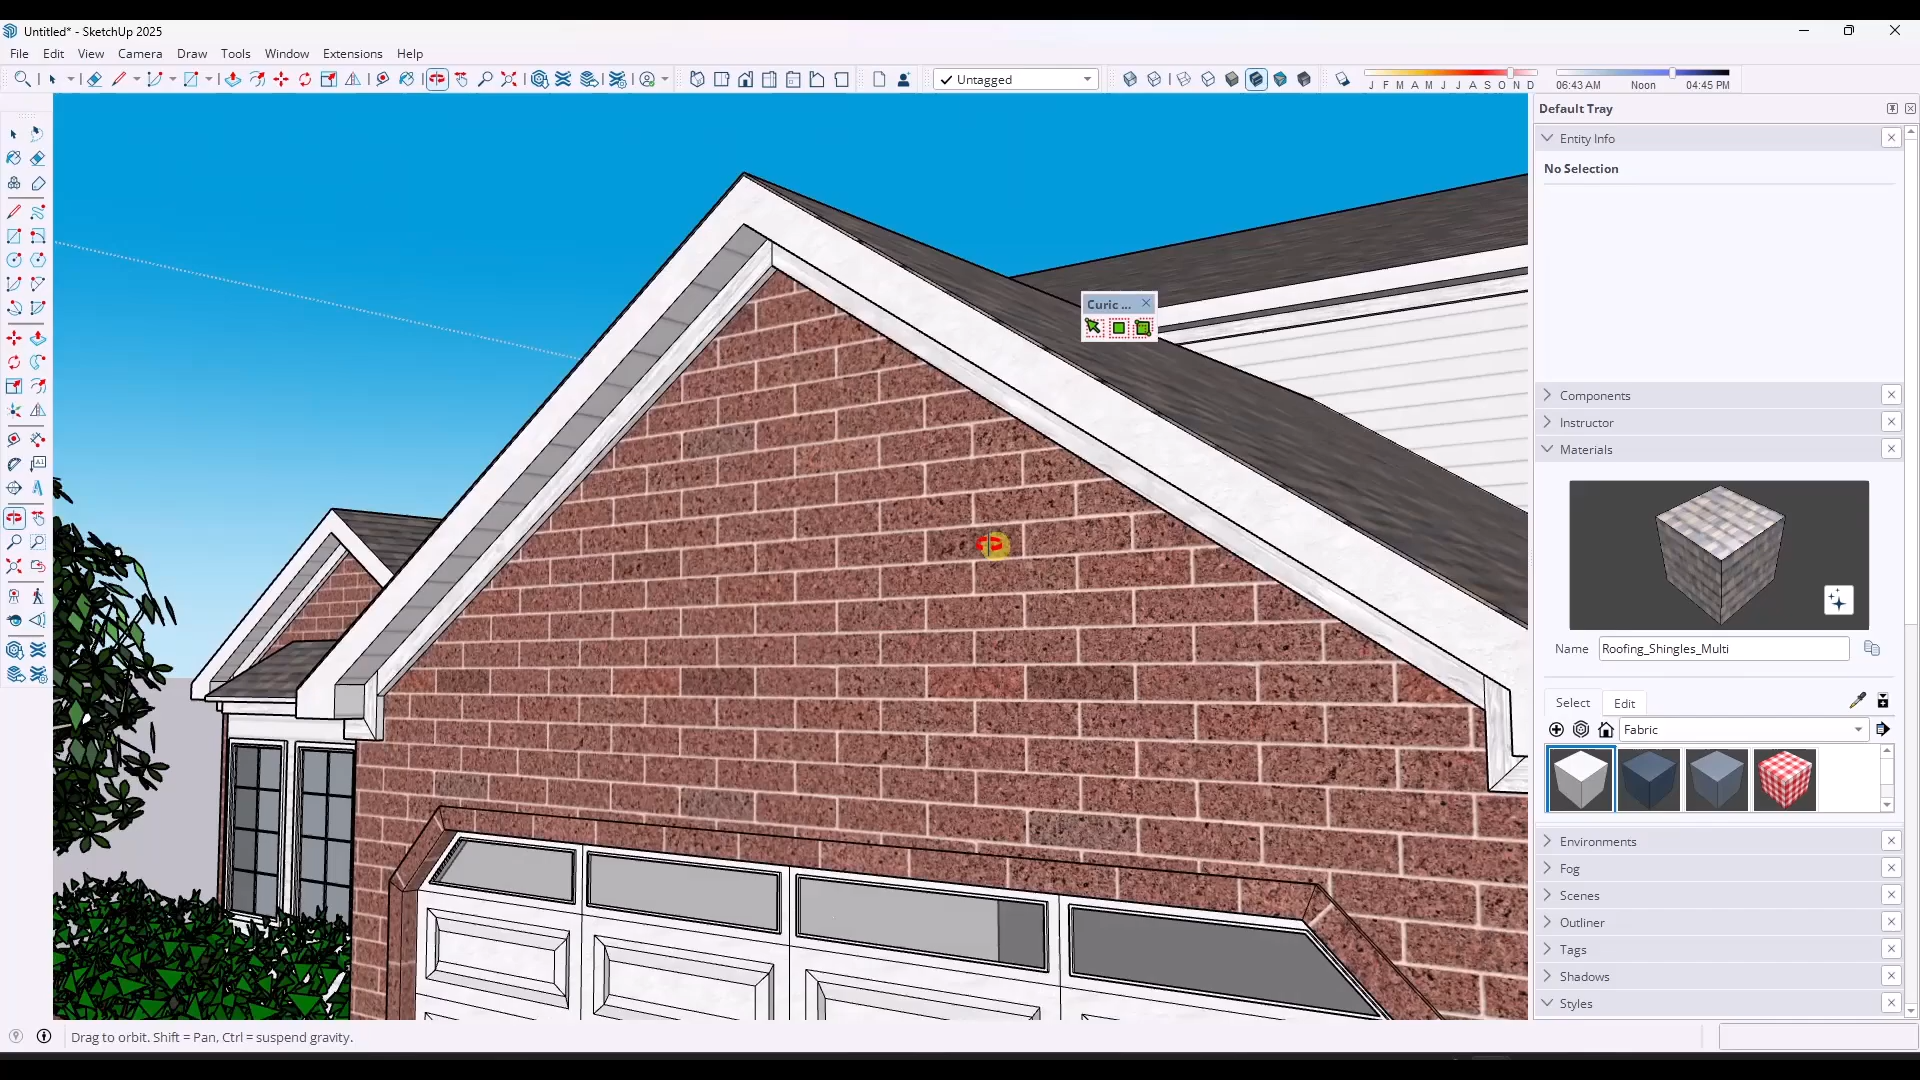 Untitled* - SketchUp 2025
File Edit View Camera Draw Tools Window Extensions Help
Untagged
J F M A M J J A S O N D
06:43 AM Noon 04:45 PM
Default Tray
Entity Info
No Selection
Curic ...
Components
Instructor
Materials
Name Roofing_Shingles_Multi
Select Edit
Fabric
Environments
Fog
Scenes
Outliner
Tags
Shadows
Styles
Drag to orbit. Shift = Pan, Ctrl = suspend gravity.